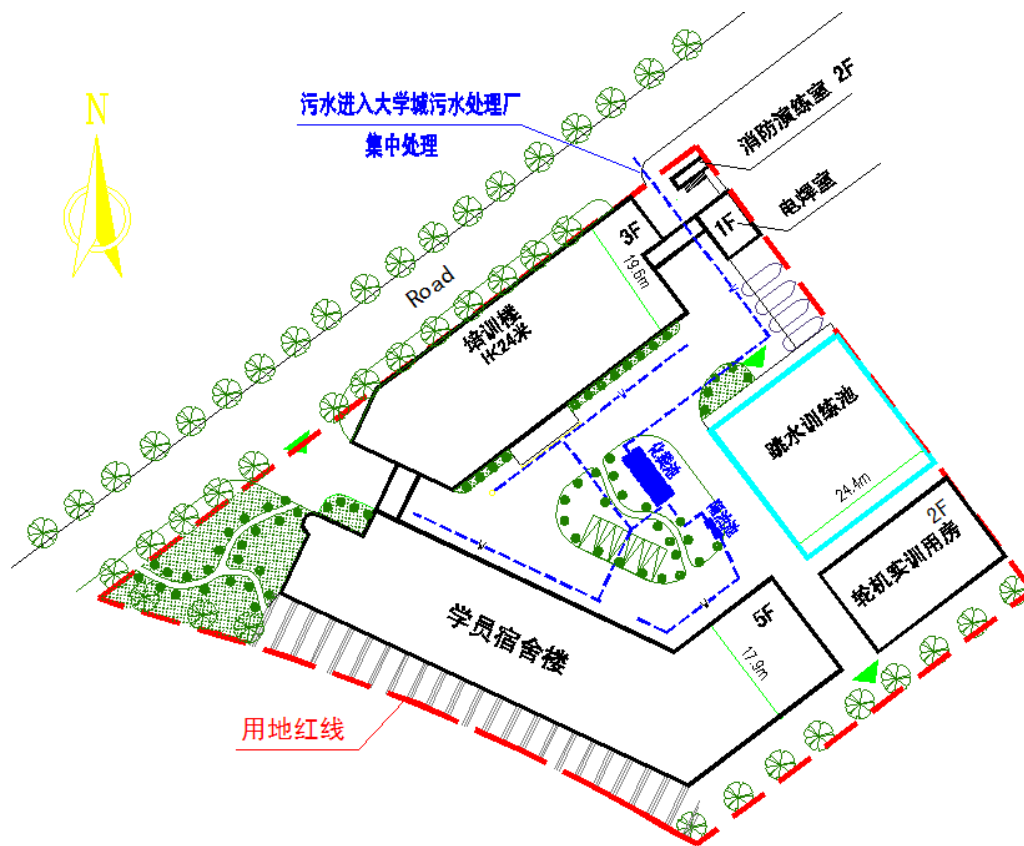 N
污水进入大学城污水处理厂
集中处理
消防演练室 2F
电焊室
1F
3F
19.6m
Road
培训楼
HK24米
跳水训练池
24.4m
2F
轮机实训用房
5F
17.9m
学员宿舍楼
用地红线